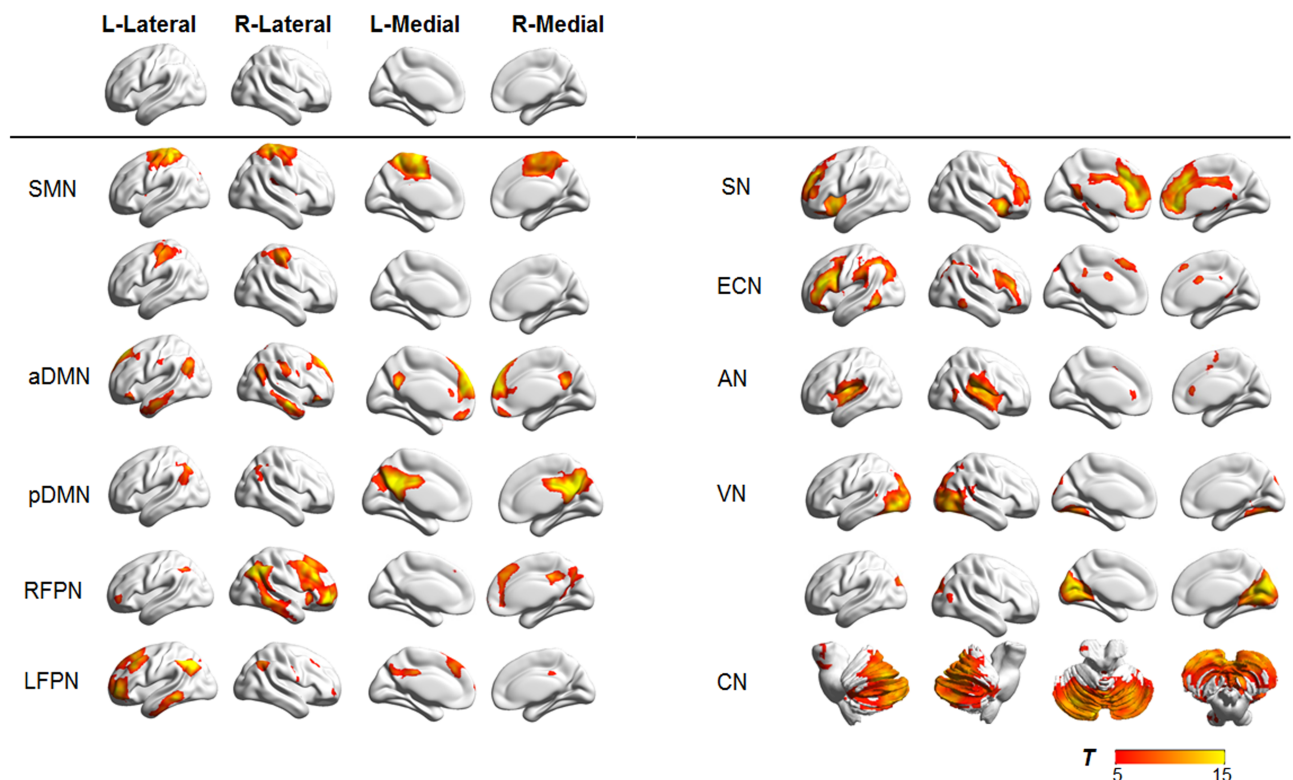 L-Lateral R-Lateral L-Medial R-Medial
SMN
aDMN
pDMN
RFPN
LFPN
SN
ECN
AN
VN
CN
T
5 15